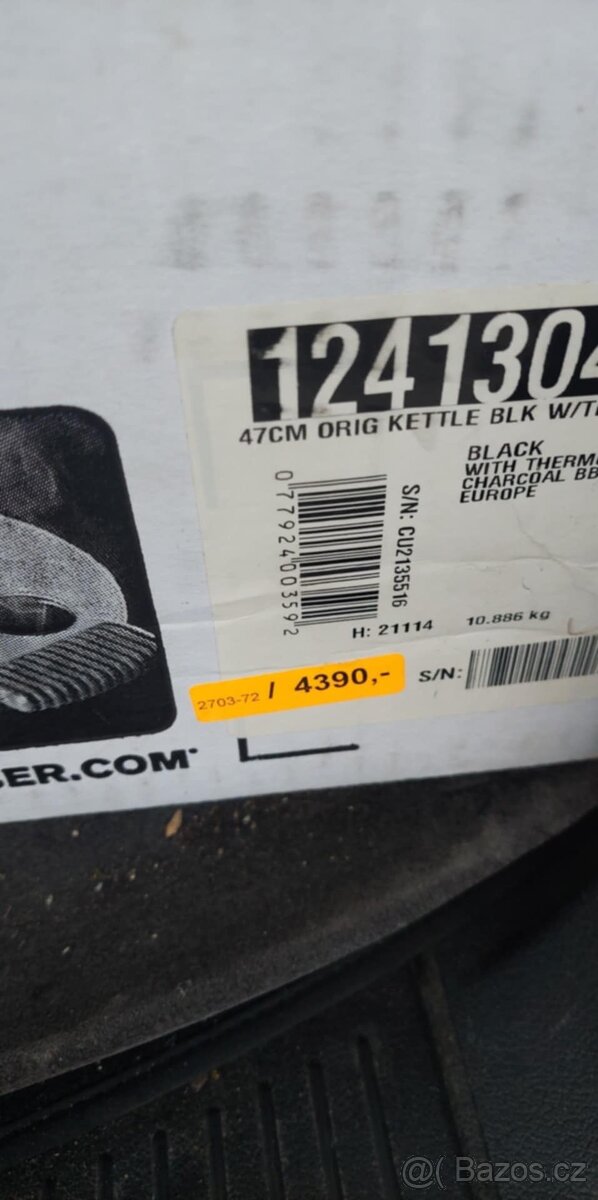 1241304
47CM ORIG KETTLE BLK W/T
BLACK
WITH THERM
CHARCOAL BB
EUROPE
0 77924 00359 2
S/N: CU2135516
H: 21114
10.886 kg
2703-72 / 4390,-
S/N:
BER.COM
@( Bazos.cz